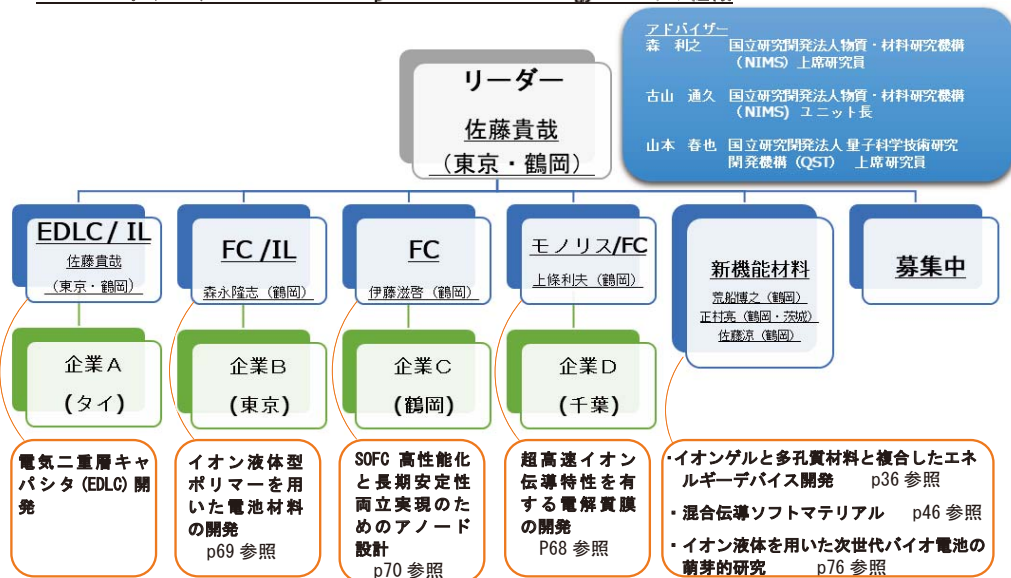 アドバイザー
森 利之 国立研究開発法人物質・材料研究機構
（NIMS）上席研究員
古山 通久 国立研究開発法人物質・材料研究機構
（NIMS）ユニット長
山本 春也 国立研究開発法人量子科学技術研究
開発機構（QST） 上席研究員
リーダー
佐藤貴哉
（東京・鶴岡）
EDLC / IL
佐藤貴哉
（東京・鶴岡）
FC /IL
森永隆志（鶴岡）
FC
伊藤滋啓（鶴岡）
モノリス/FC
上條利夫（鶴岡）
新機能材料
荒船博之（鶴岡）
正村亮（鶴岡・茨城）
佐藤涼（鶴岡）
募集中
企業A
(タイ)
企業B
(東京)
企業C
(鶴岡)
企業D
(千葉)
電気二重層キャ
パシタ(EDLC)開
発
イオン液体型
ポリマーを用
いた電池材料
の開発
p69 参照
SOFC 高性能化
と長期安定性
両立実現のた
めのアノード
設計
p70 参照
超高速イオン
伝導特性を有
する電解質膜
の開発
P68 参照
・イオンゲルと多孔質材料と複合したエネ
ルギーデバイス開発 p36 参照
・混合伝導ソフトマテリアル p46 参照
・イオン液体を用いた次世代バイオ電池の
萌芽的研究 p76 参照